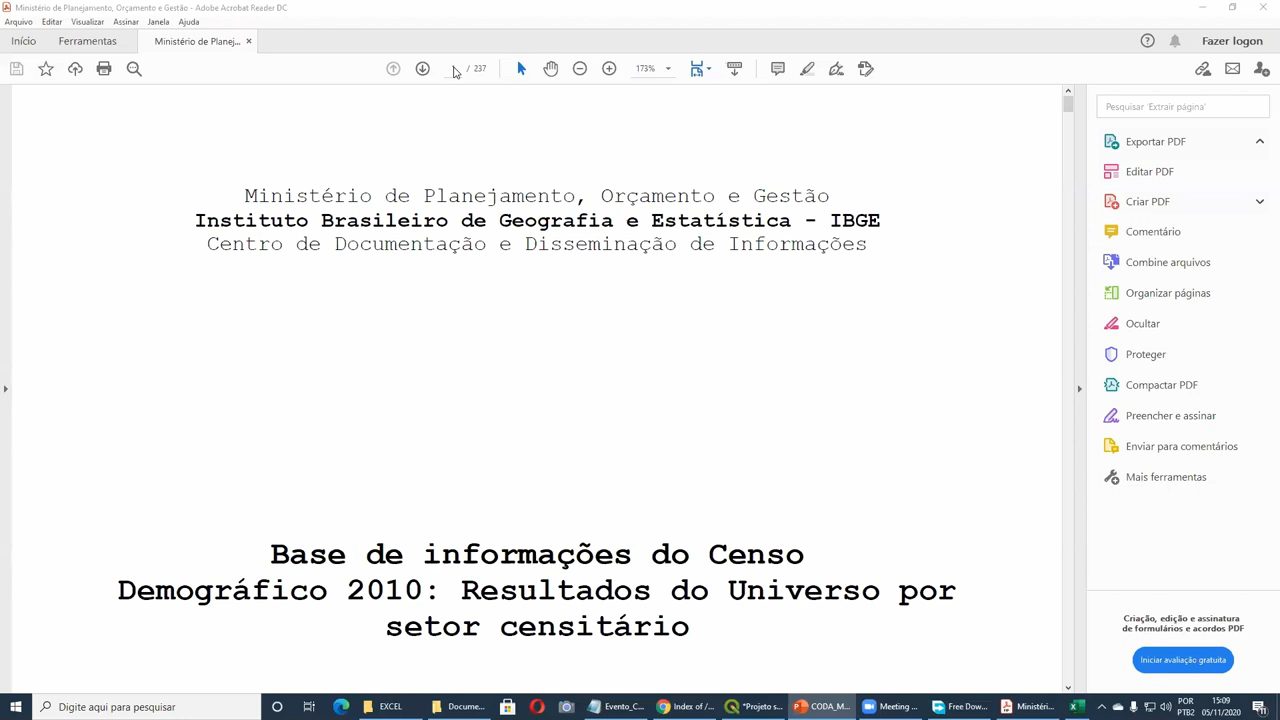 Ministério de Planejamento, Orçamento e Gestão - Adobe Acrobat Reader DC
Arquivo Editar Visualizar Assinar Janela Ajuda
Início Ferramentas Ministério de Planej... × Fazer logon
/ 237 173%
Ministério de Planejamento, Orçamento e Gestão
Instituto Brasileiro de Geografia e Estatística - IBGE
Centro de Documentação e Disseminação de Informações
Base de informações do Censo
Demográfico 2010: Resultados do Universo por
setor censitário
Pesquisar 'Extrair página'
Exportar PDF
Editar PDF
Criar PDF
Comentário
Combine arquivos
Organizar páginas
Ocultar
Proteger
Compactar PDF
Preencher e assinar
Enviar para comentários
Mais ferramentas
Criação, edição e assinatura
de formulários e acordos PDF
Iniciar avaliação gratuita
Digite aqui para pesquisar
EXCEL Docume... Evento_C... Index of /... *Projeto s... CODA_M... Meeting ... Free Dow... Ministéri...
POR
PTB2
15:09
05/11/2020